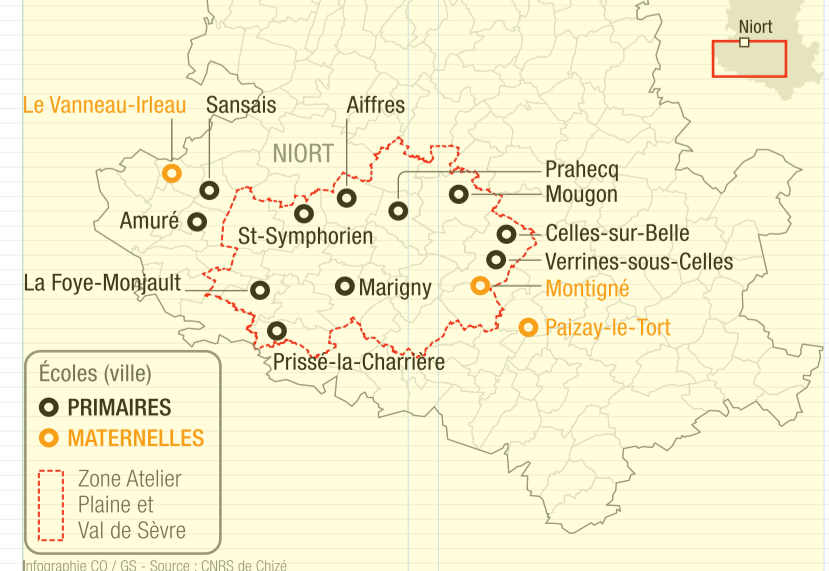 Niort
Le Vanneau-Irleau
Sansais
Aiffres
NIORT
Prahecq
Mougon
Amuré
St-Symphorien
Celles-sur-Belle
Verrines-sous-Celles
La Foye-Monjault
Marigny
Montigné
Paizay-le-Tort
Prissé-la-Charrière
Écoles (ville)
PRIMAIRES
MATERNELLES
Zone Atelier
Plaine et
Val de Sèvre
Infographie CO / GS - Source : CNRS de Chizé